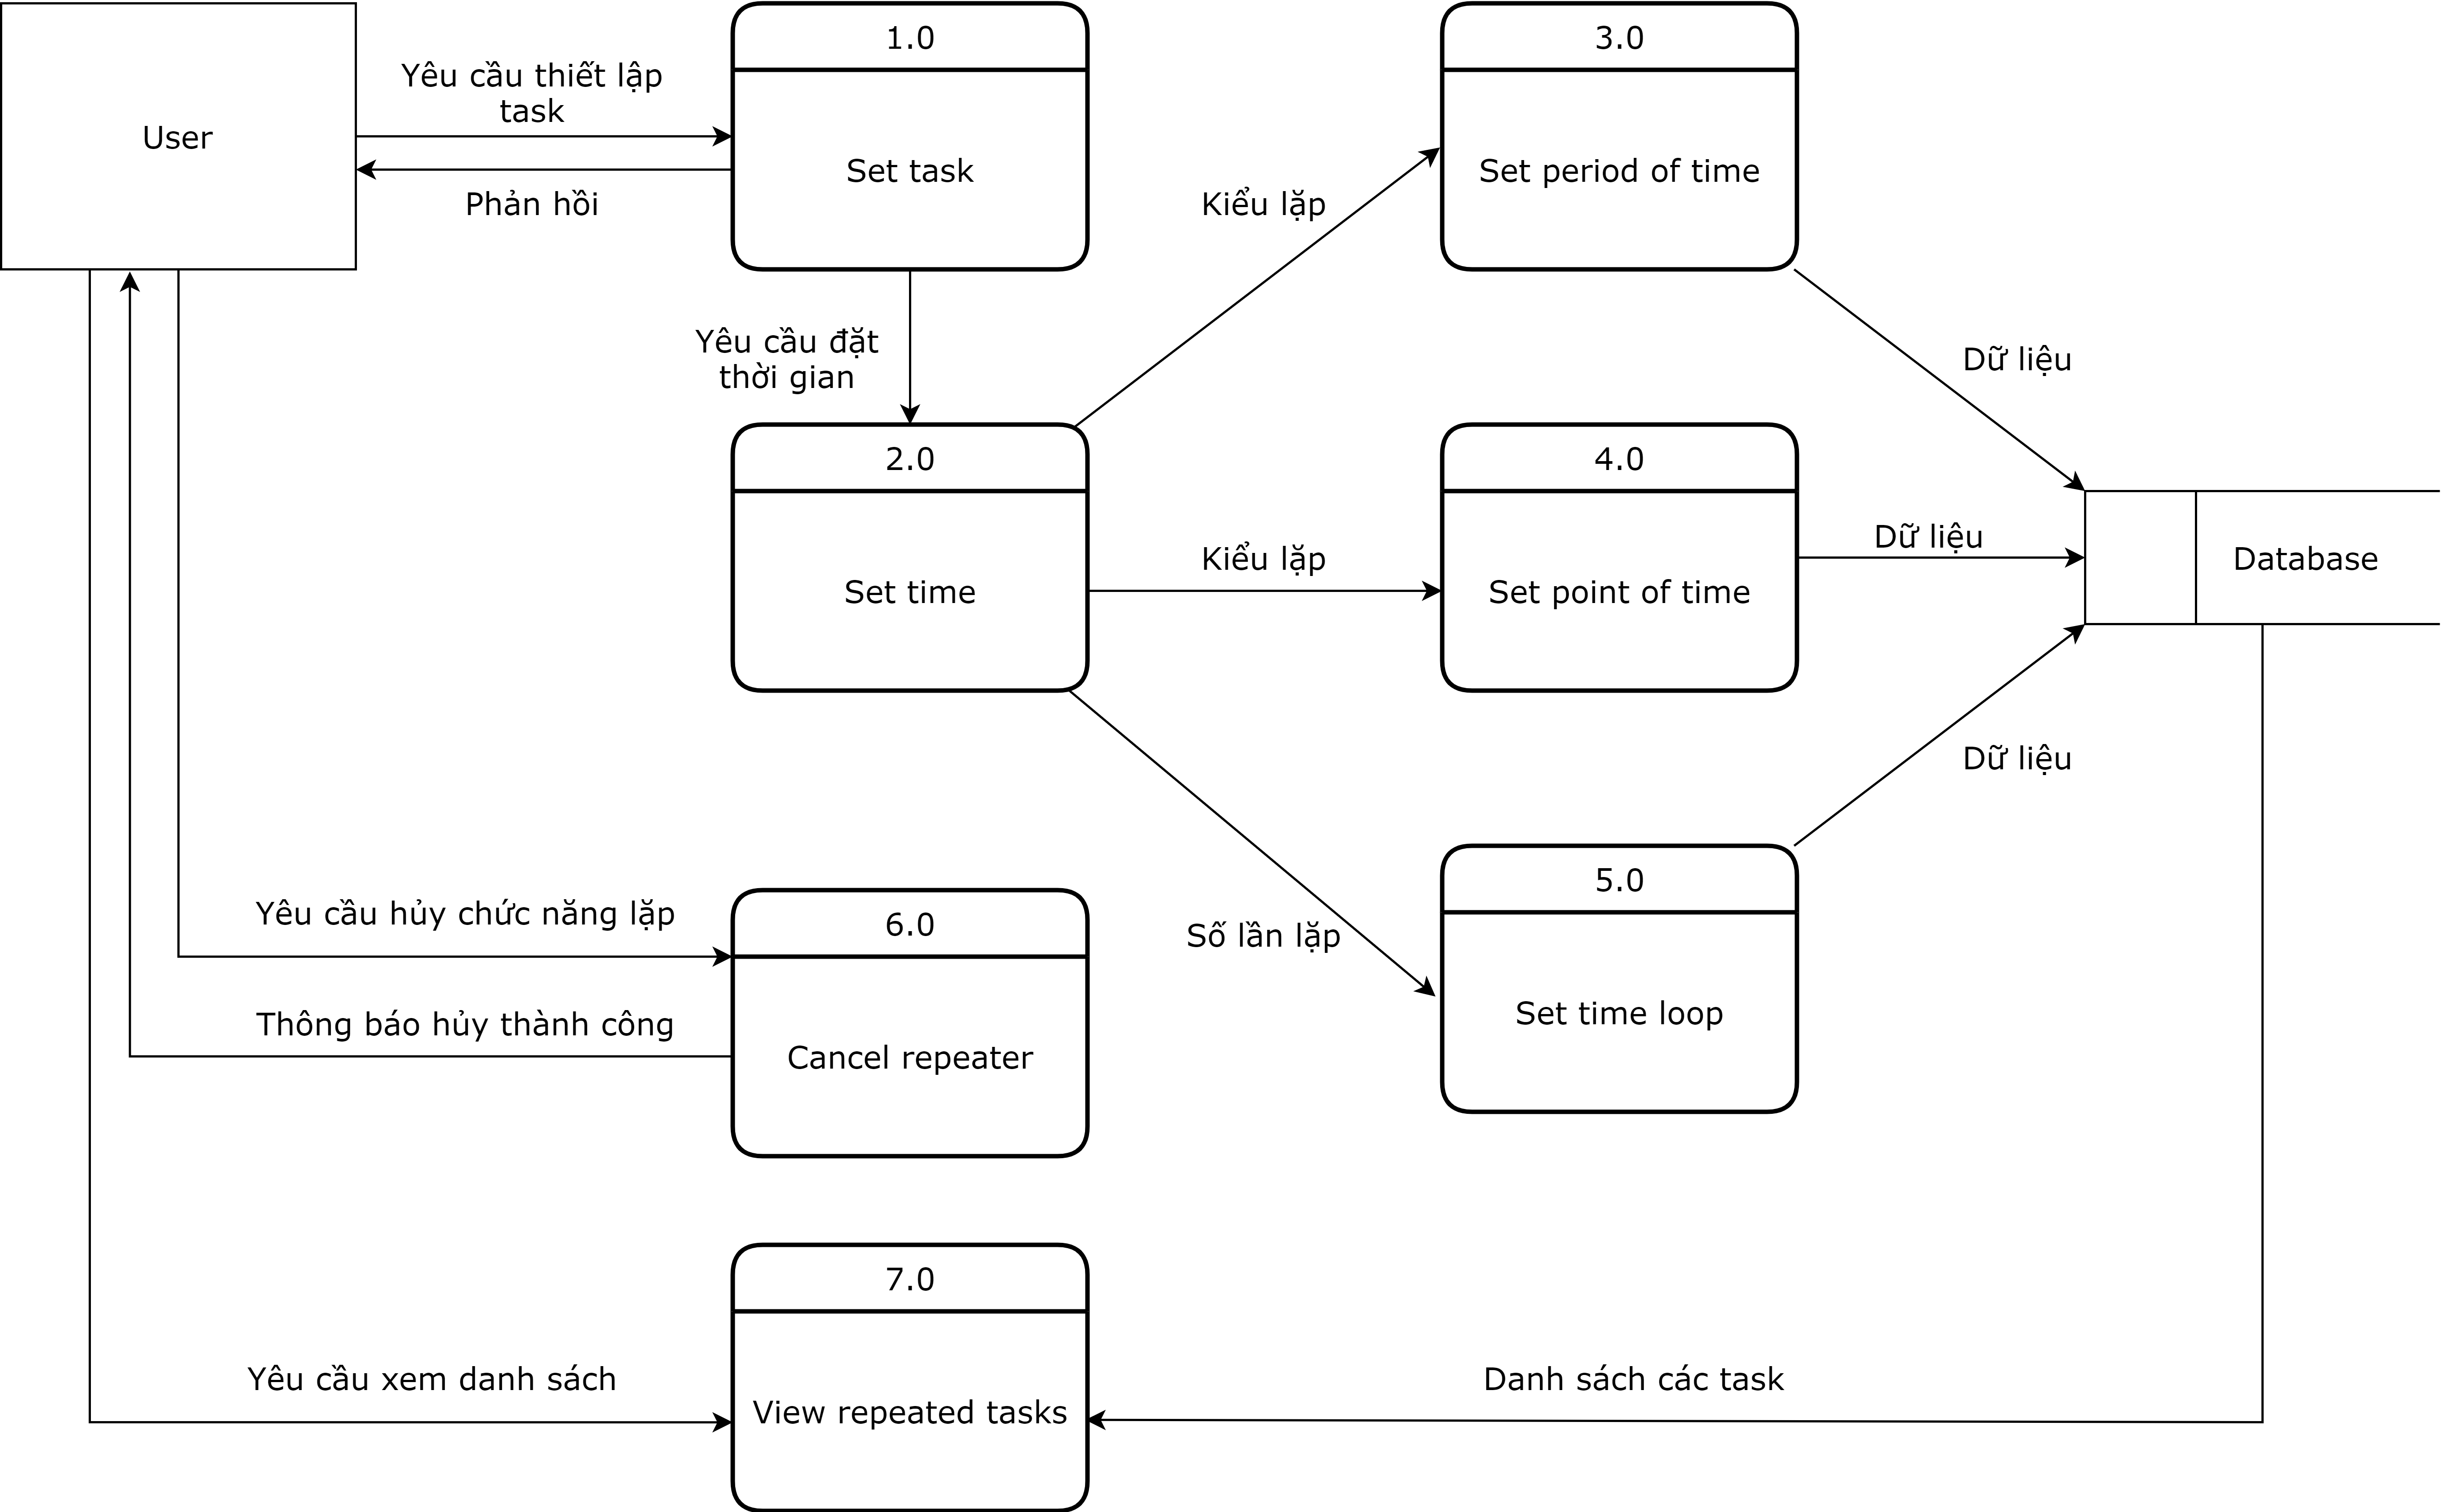 User
Yêu cầu thiết lập
task
Phản hồi
1.0
Set task
3.0
Set period of time
Kiểu lặp
Yêu cầu đặt
thời gian
Dữ liệu
2.0
Set time
Kiểu lặp
4.0
Set point of time
Dữ liệu
Database
Dữ liệu
Số lần lặp
5.0
Set time loop
Yêu cầu hủy chức năng lặp
6.0
Cancel repeater
Thông báo hủy thành công
7.0
View repeated tasks
Yêu cầu xem danh sách
Danh sách các task